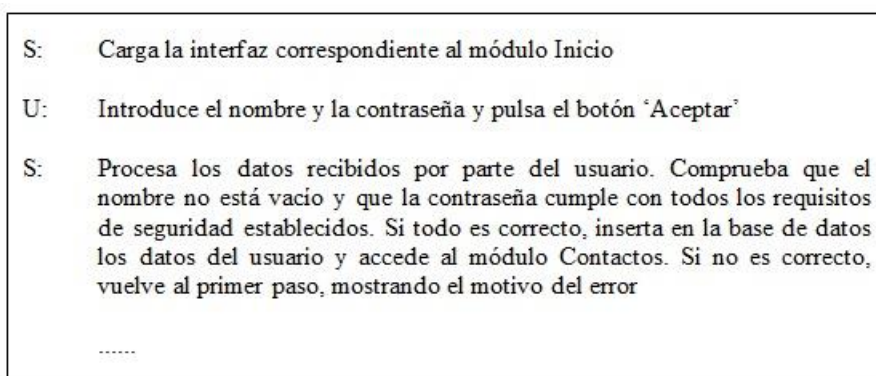 S: Carga la interfaz correspondiente al módulo Inicio
U: Introduce el nombre y la contraseña y pulsa el botón ‘Aceptar’
S: Procesa los datos recibidos por parte del usuario. Comprueba que el
nombre no está vacío y que la contraseña cumple con todos los requisitos
de seguridad establecidos. Si todo es correcto, inserta en la base de datos
los datos del usuario y accede al módulo Contactos. Si no es correcto,
vuelve al primer paso, mostrando el motivo del error
......